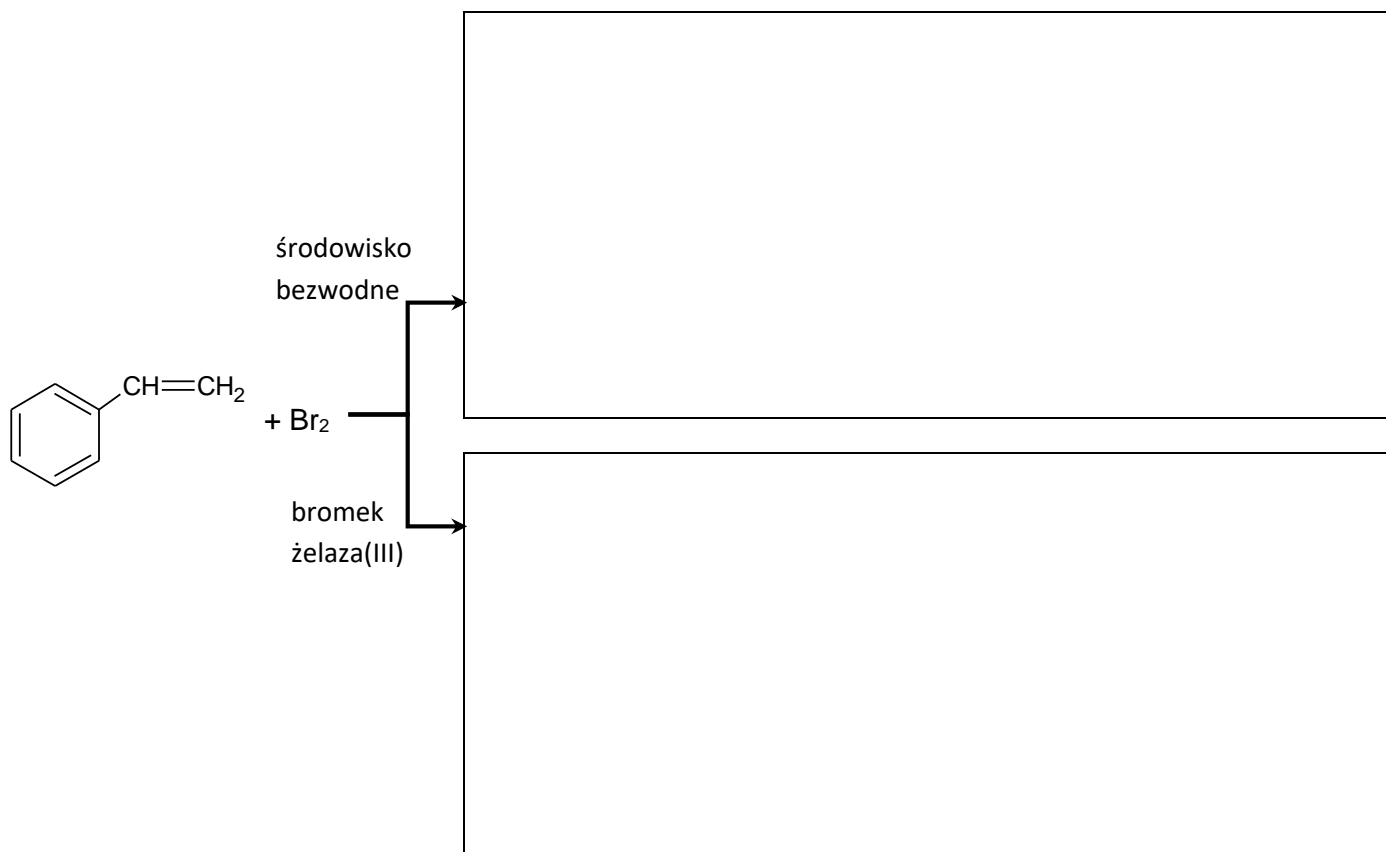 środowisko
bezwodne
CH=CH₂
+ Br₂
bromek
żelaza(III)